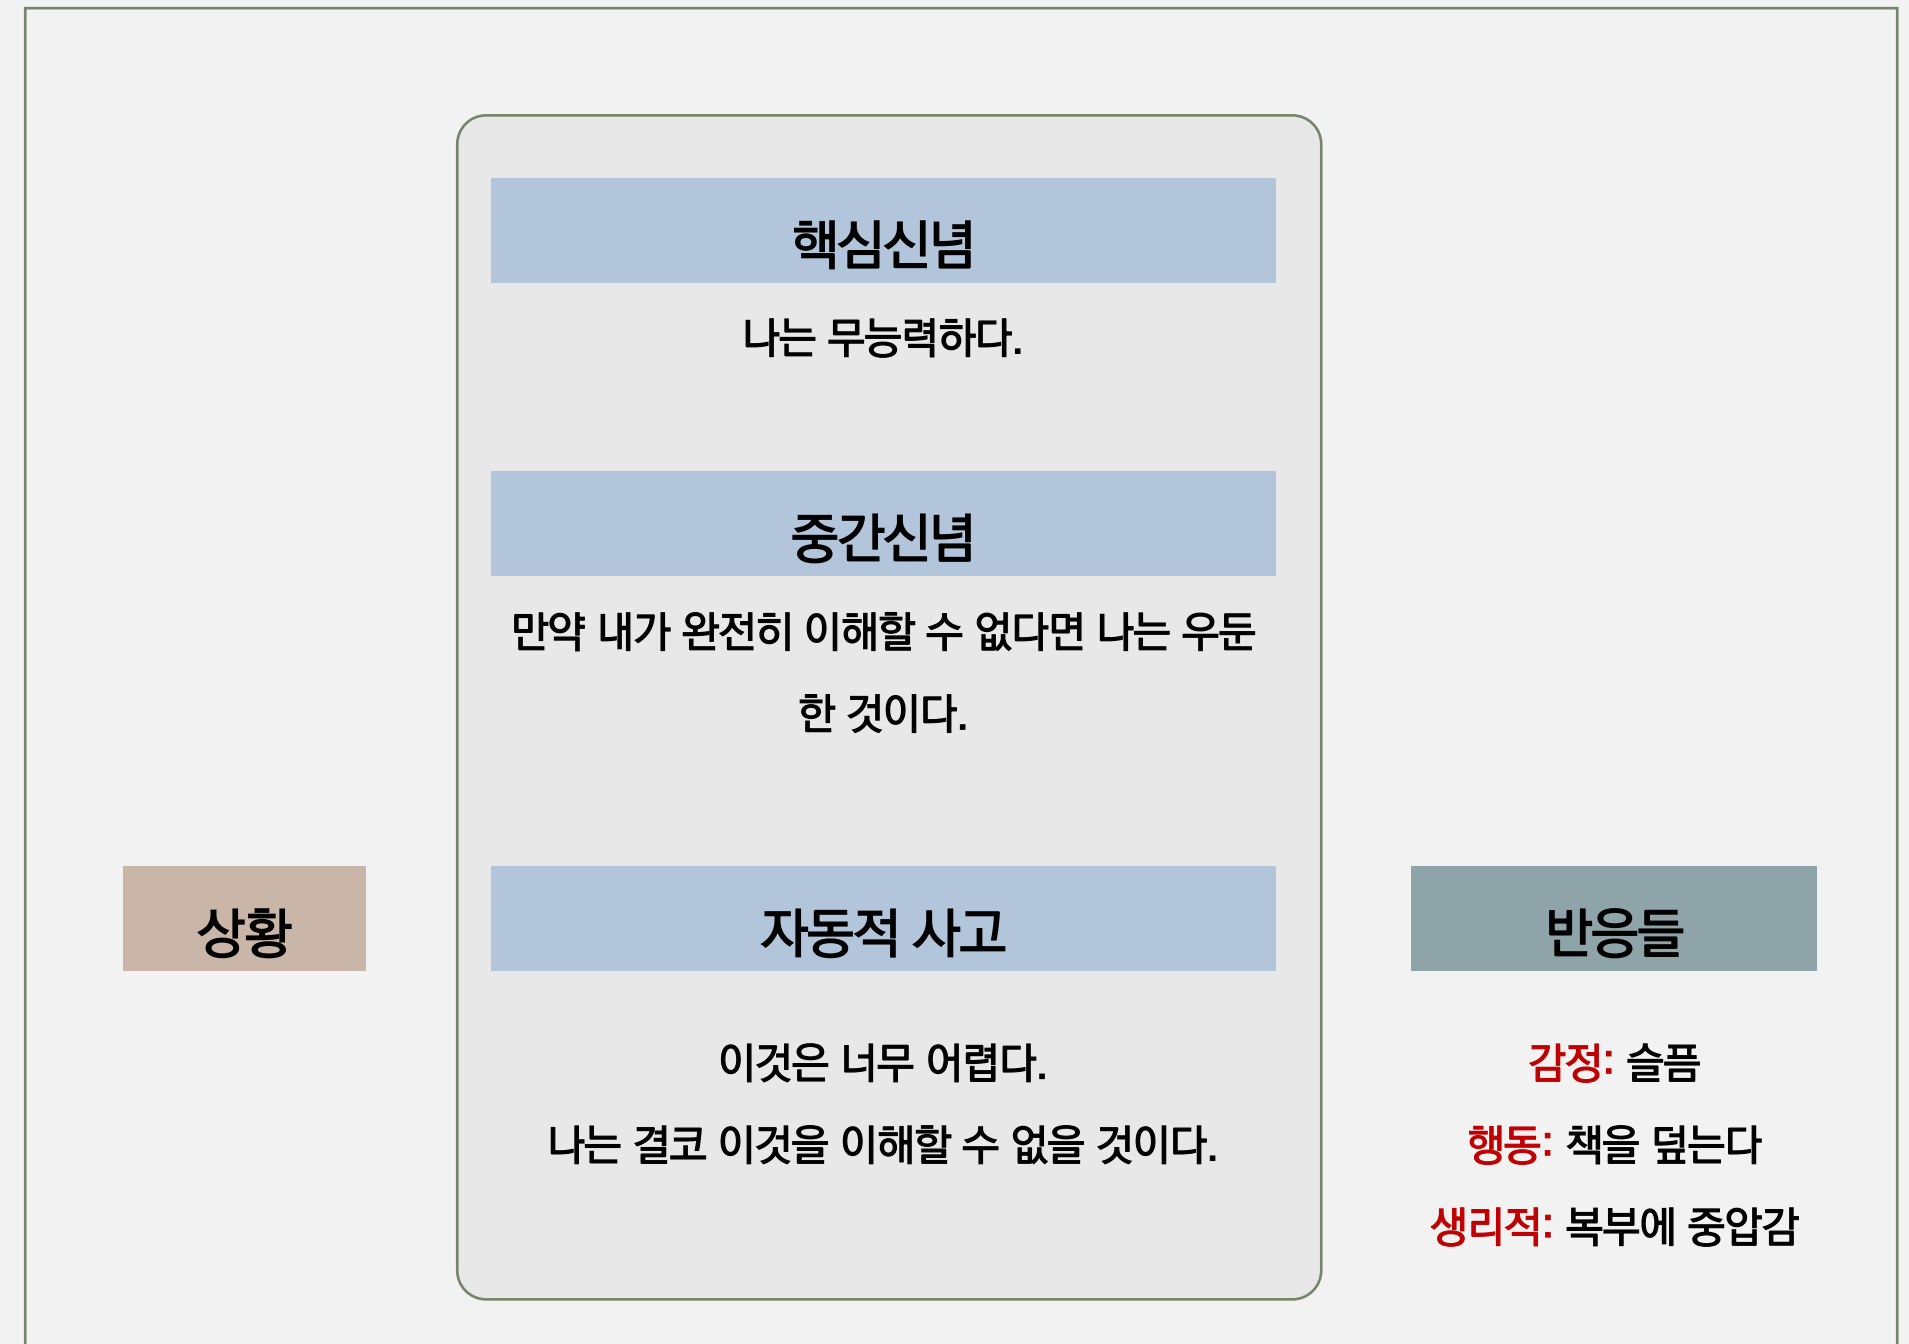 핵심신념
나는 무능력하다.
중간신념
만약 내가 완전히 이해할 수 없다면 나는 우둔
한 것이다.
상황
자동적 사고
반응들
이것은 너무 어렵다.
나는 결코 이것을 이해할 수 없을 것이다.
감정: 슬픔
행동: 책을 덮는다
생리적: 복부에 중압감